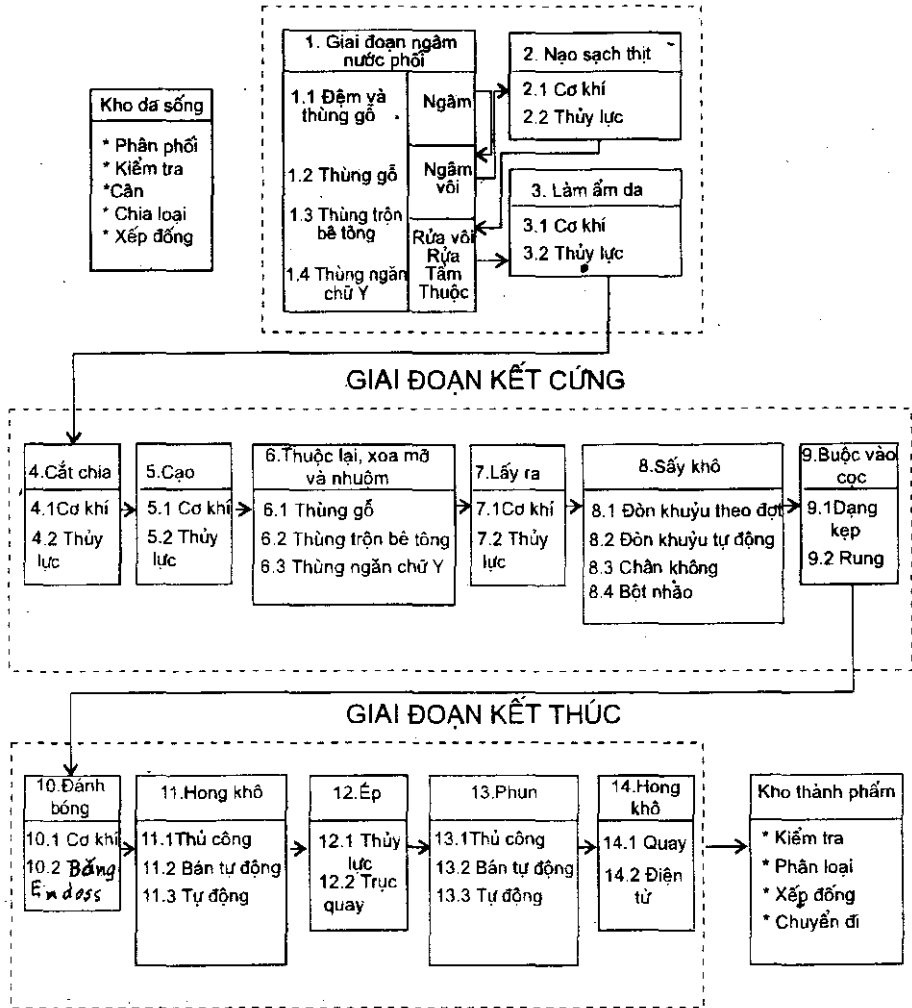 Kho da sống
* Phân phối
* Kiểm tra
*Cân
* Chia loại
* Xếp đống
1. Giai đoạn ngâm
nước phối
1.1 Đệm và
thùng gỗ
1.2 Thùng gỗ
1.3 Thùng trộn
bê tông
1.4 Thùng ngăn
chữ Y
Ngâm
Ngâm
vôi
Rửa vôi
Rửa
Tẩm
Thuộc
2. Nạo sạch thịt
2.1 Cơ khí
2.2 Thủy lực
3. Làm ẩm da
3.1 Cơ khí
3.2 Thủy lực
GIAI ĐOẠN KẾT CỨNG
4.Cắt chia
4.1Cơ khí
4.2 Thủy
lực
5.Cạo
5.1 Cơ khí
5.2 Thủy
lực
6.Thuộc lại, xoa mỡ
và nhuộm
6.1 Thùng gỗ
6.2 Thùng trộn bê tông
6.3 Thùng ngăn chữ Y
7.Lấy ra
7.1Cơ khí
7.2 Thủy
lực
8.Sấy khô
8.1 Đòn khuỷu theo đợt
8.2 Đòn khuỷu tự động
8.3 Chân không
8.4 Bột nhão
9.Buộc vào
cọc
9.1Dạng
kẹp
9.2 Rung
GIAI ĐOẠN KẾT THÚC
10.Đánh
bóng
10.1 Cơ khí
10.2 Băng
Endoss
11.Hong khô
11.1Thủ công
11.2 Bán tự động
11.3 Tự động
12.Ép
12.1 Thủy
lực
12.2 Trục
quay
13.Phun
13.1Thủ công
13.2 Bán tự động
13.3 Tự động
14.Hong
khô
14.1 Quay
14.2 Điện
tử
Kho thành phẩm
* Kiểm tra
* Phân loại
* Xếp đống
* Chuyển đi